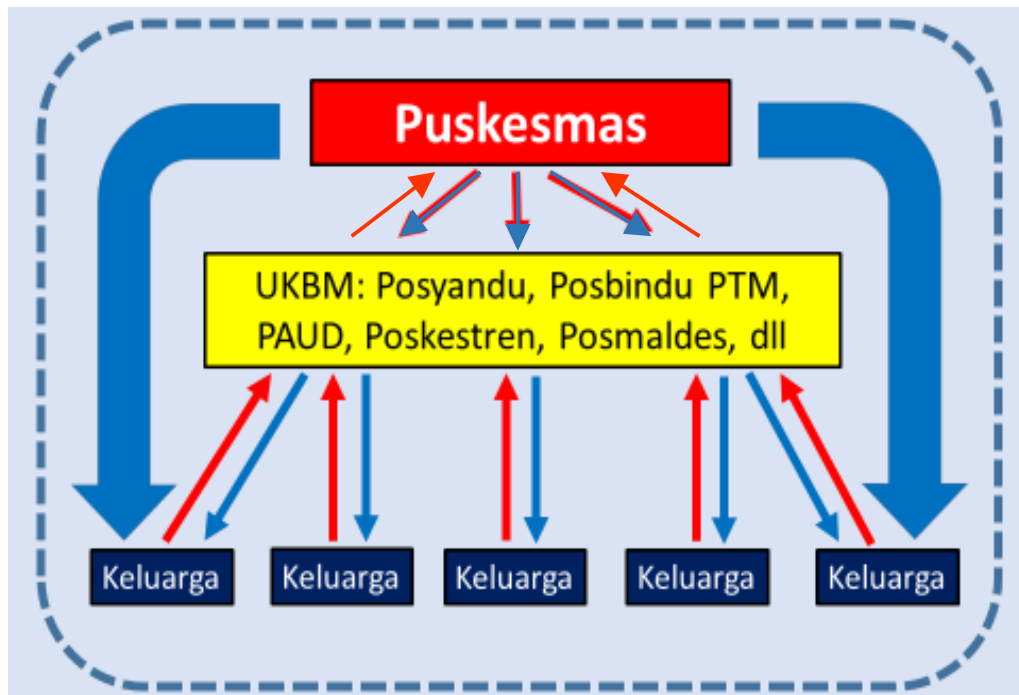 Puskesmas
UKBM: Posyandu, Posbindu PTM,
PAUD, Poskestren, Posmaldes, dll
Keluarga
Keluarga
Keluarga
Keluarga
Keluarga